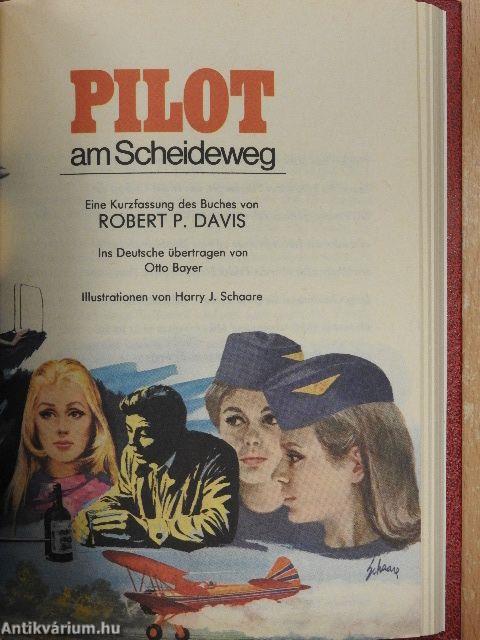 PILOT
am Scheideweg
Eine Kurzfassung des Buches von
ROBERT P. DAVIS
Ins Deutsche übertragen von
Otto Bayer
Illustrationen von Harry J. Schaare
Schaare
Antikvárium.hu